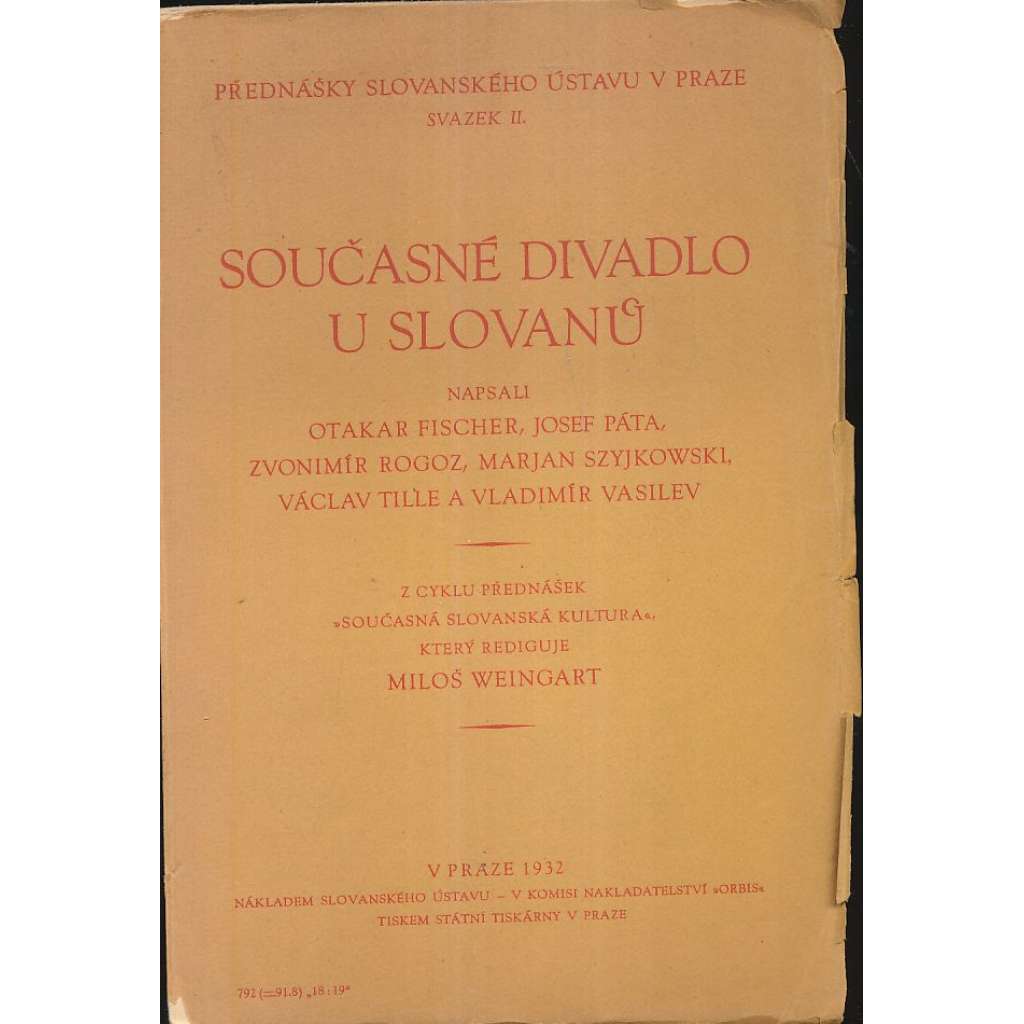 PŘEDNÁŠKY SLOVANSKÉHO ÚSTAVU V PRAZE
SVAZEK II.
SOUČASNÉ DIVADLO
U SLOVANŮ
NAPSALI
OTAKAR FISCHER, JOSEF PÁTA,
ZVONIMÍR ROGOZ, MARJAN SZYJKOWSKI,
VÁCLAV TILLE A VLADIMÍR VASILEV
Z CYKLU PŘEDNÁŠEK
»SOUČASNÁ SLOVANSKÁ KULTURA«,
KTERÝ REDIGUJE
MILOŠ WEINGART
V PRAZE 1932
NÁKLADEM SLOVANSKÉHO ÚSTAVU – V KOMISI NAKLADATELSTVÍ »ORBIS«
TISKEM STÁTNÍ TISKÁRNY V PRAZE
792 (=91.8) „18:19“